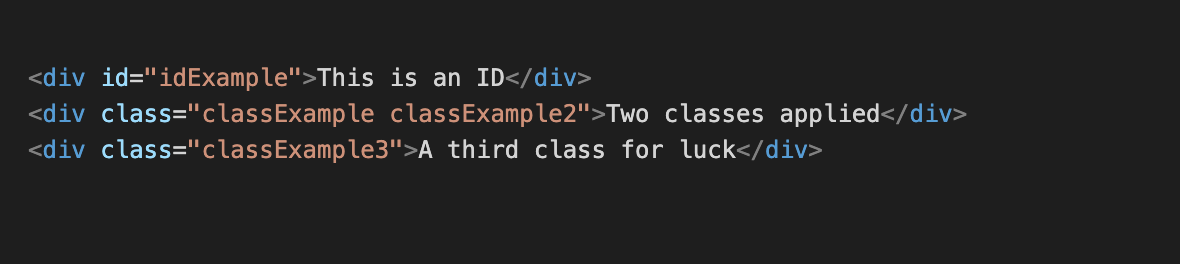 <div id="idExample">This is an ID</div>
<div class="classExample classExample2">Two classes applied</div>
<div class="classExample3">A third class for luck</div>